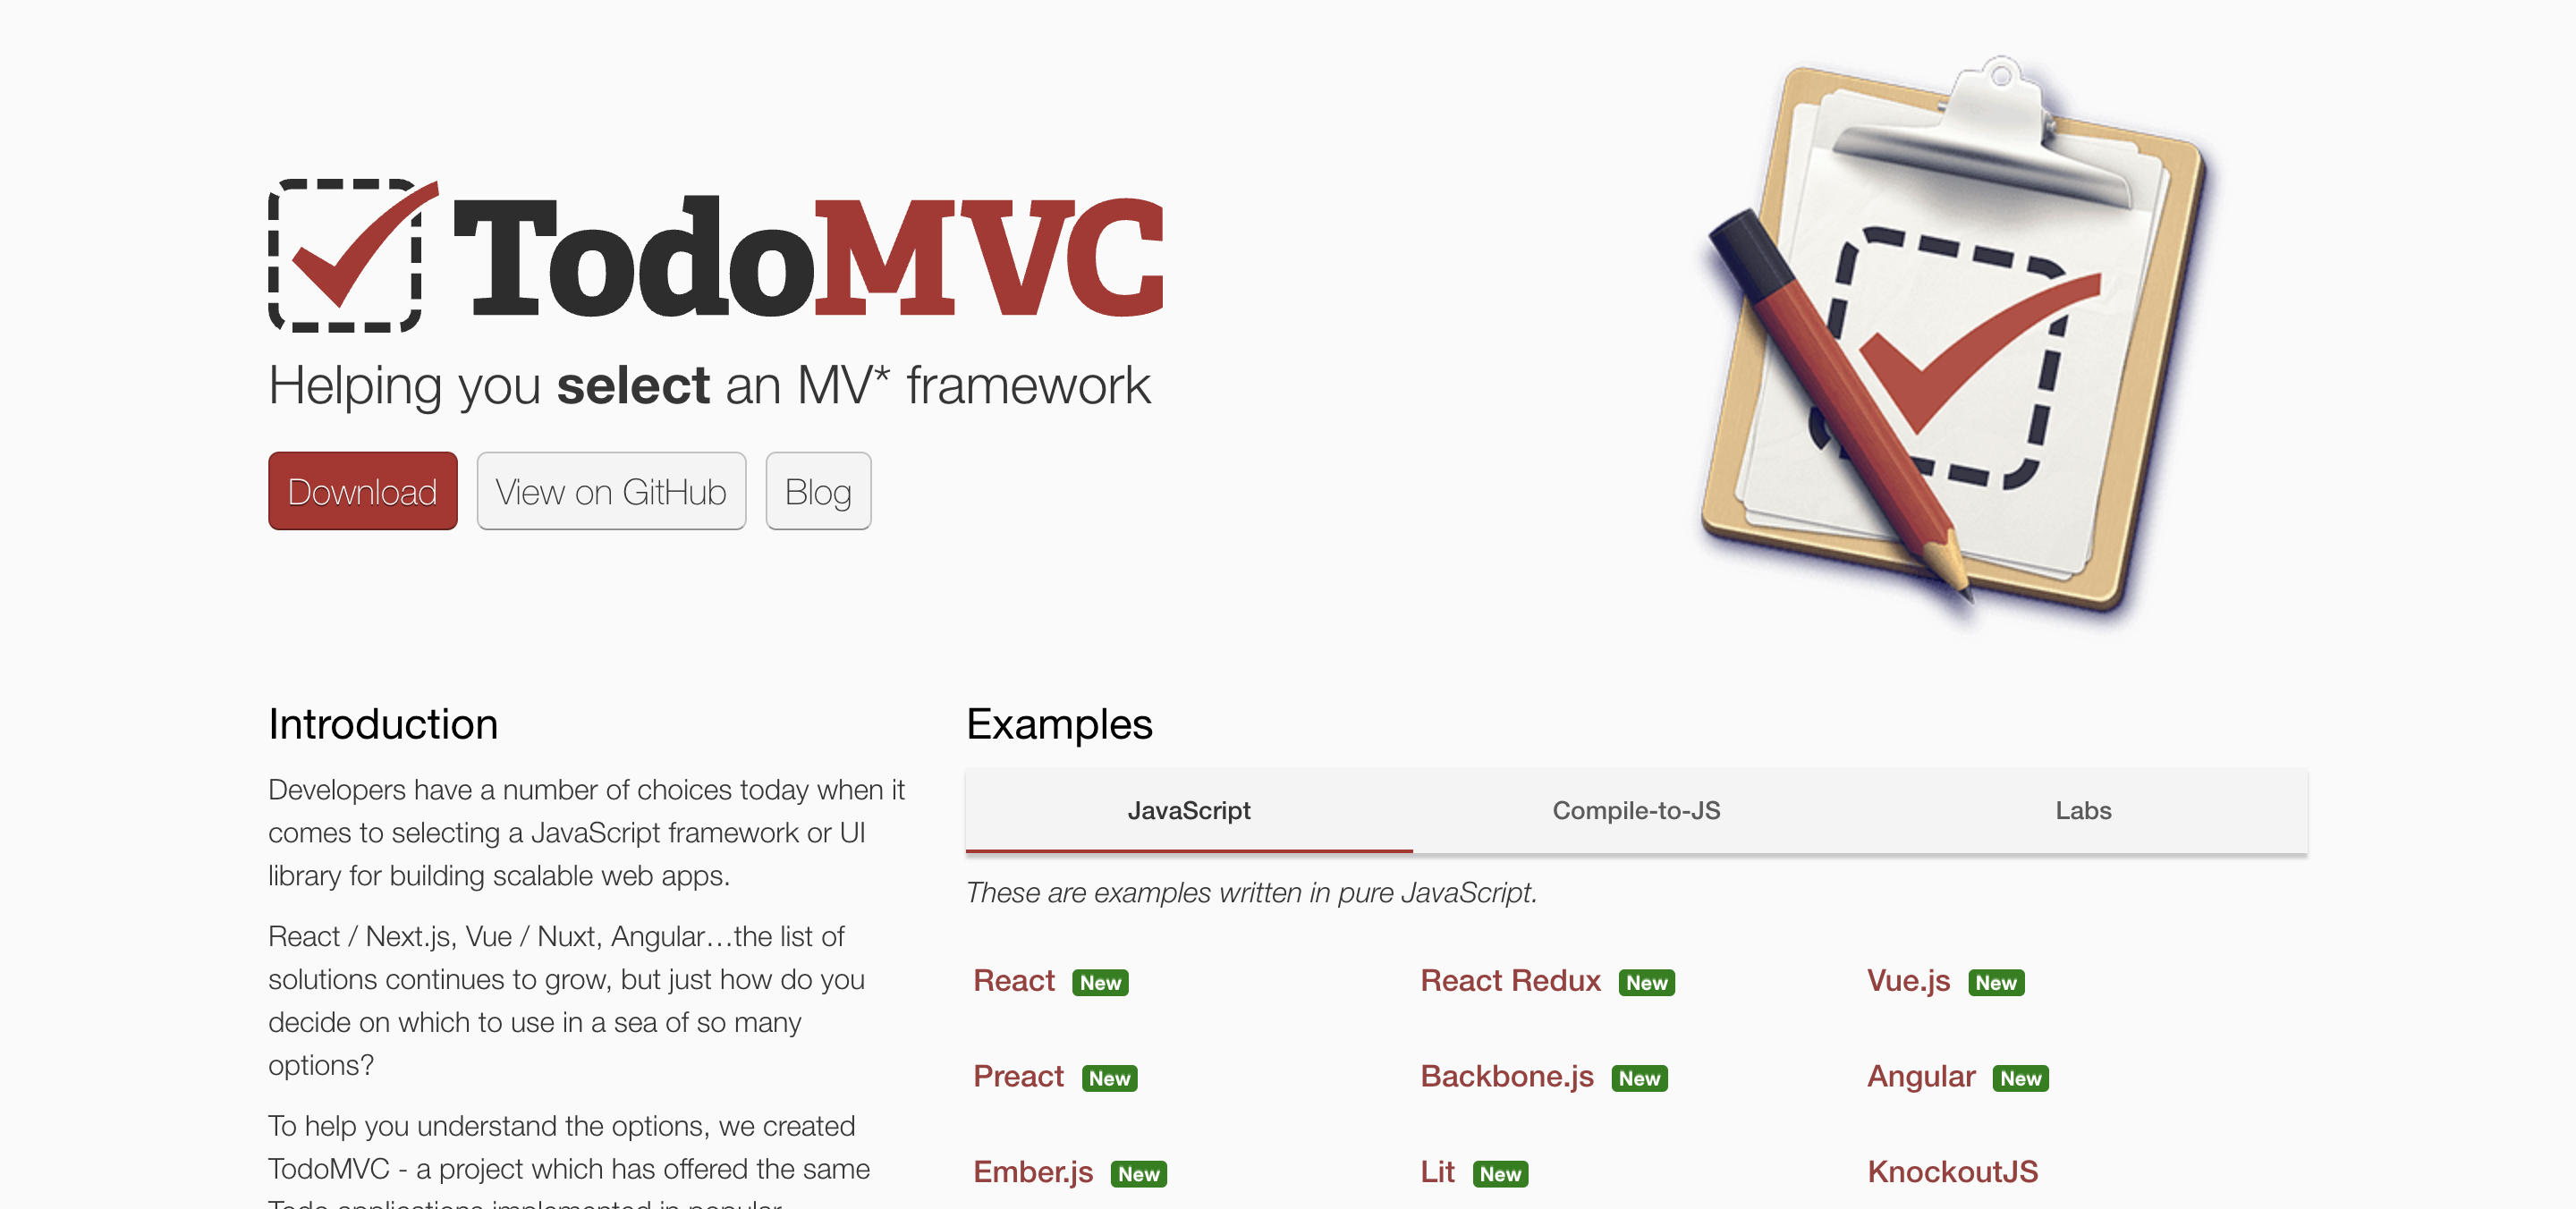 TodoMVC
Helping you select an MV* framework
Download
View on GitHub
Blog
Introduction
Developers have a number of choices today when it
comes to selecting a JavaScript framework or UI
library for building scalable web apps.
React / Next.js, Vue / Nuxt, Angular…the list of
solutions continues to grow, but just how do you
decide on which to use in a sea of so many
options?
To help you understand the options, we created
TodoMVC - a project which has offered the same
Todo applications implemented in popular
Examples
JavaScript
Compile-to-JS
Labs
These are examples written in pure JavaScript.
React New
React Redux New
Vue.js New
Preact New
Backbone.js New
Angular New
Ember.js New
Lit New
KnockoutJS